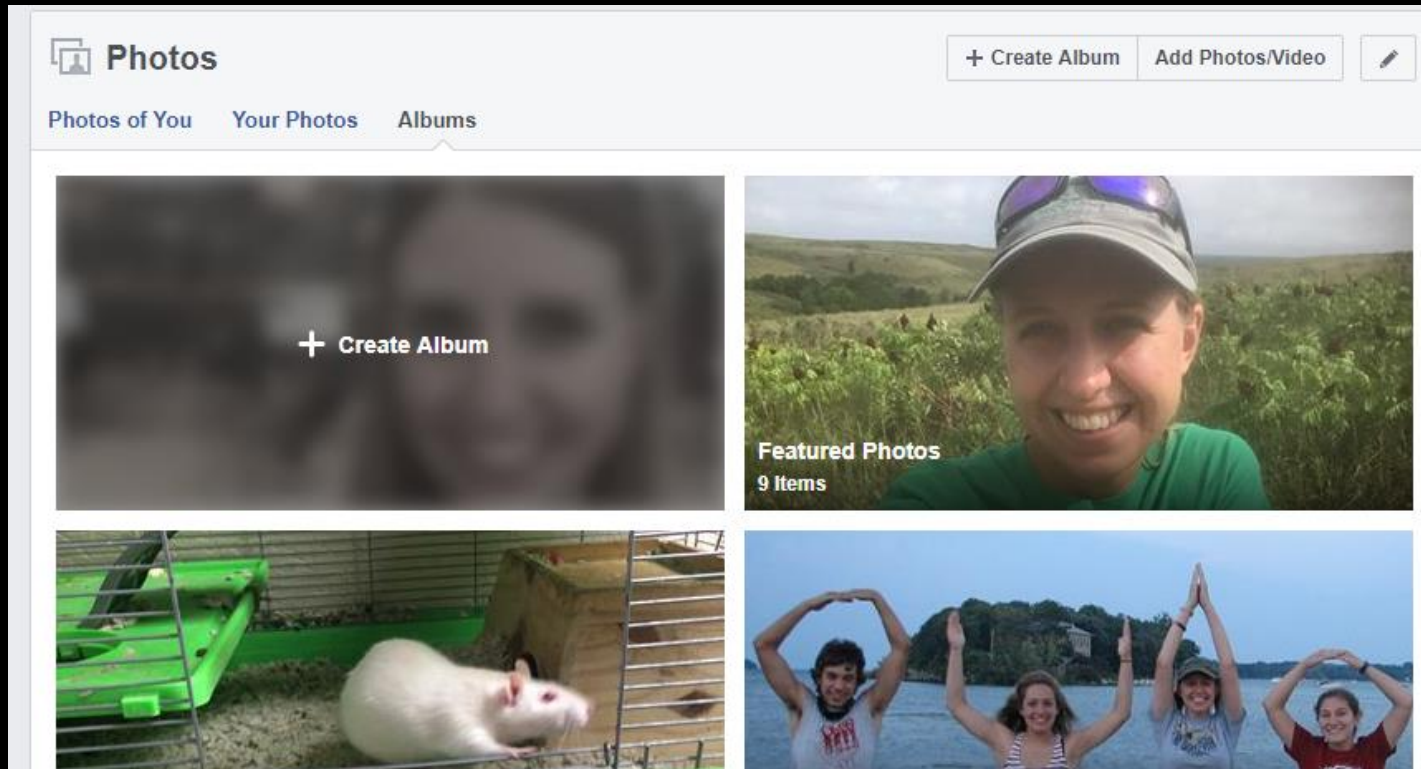 Photos
+ Create Album
Add Photos/Video
Photos of You
Your Photos
Albums
+ Create Album
Featured Photos
9 Items